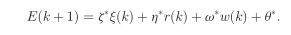 E(k + 1) = ζ*ξ(k) + η*r(k) + ω*w(k) + θ*.